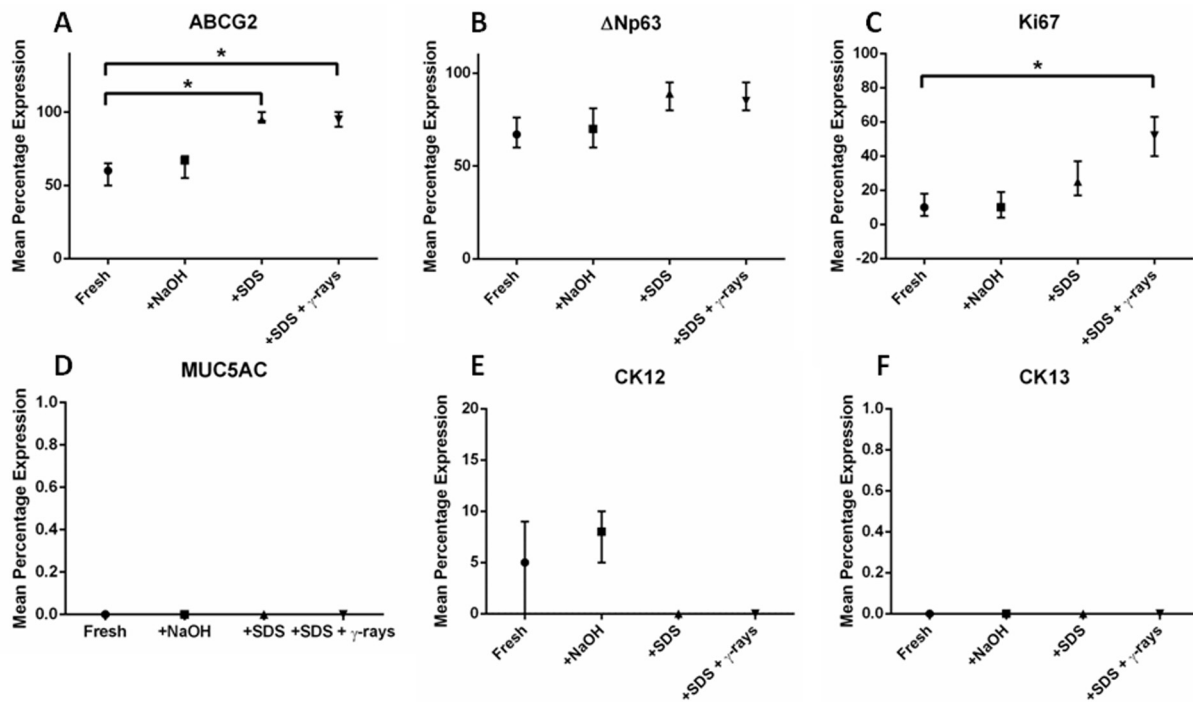 A
ABCG2
Mean Percentage Expression
100
50
0
*
*
Fresh
+NaOH
+SDS
+SDS + γ-rays
B
ΔNp63
Mean Percentage Expression
100
50
0
Fresh
+NaOH
+SDS
+SDS + γ-rays
C
Ki67
Mean Percentage Expression
100
80
60
40
20
0
-20
*
Fresh
+NaOH
+SDS
+SDS + γ-rays
D
MUC5AC
Mean Percentage Expression
1.0
0.8
0.6
0.4
0.2
0.0
Fresh
+NaOH
+SDS
+SDS + γ-rays
E
CK12
Mean Percentage Expression
20
15
10
5
0
Fresh
+NaOH
+SDS
+SDS + γ-rays
F
CK13
Mean Percentage Expression
1.0
0.8
0.6
0.4
0.2
0.0
Fresh
+NaOH
+SDS
+SDS + γ-rays